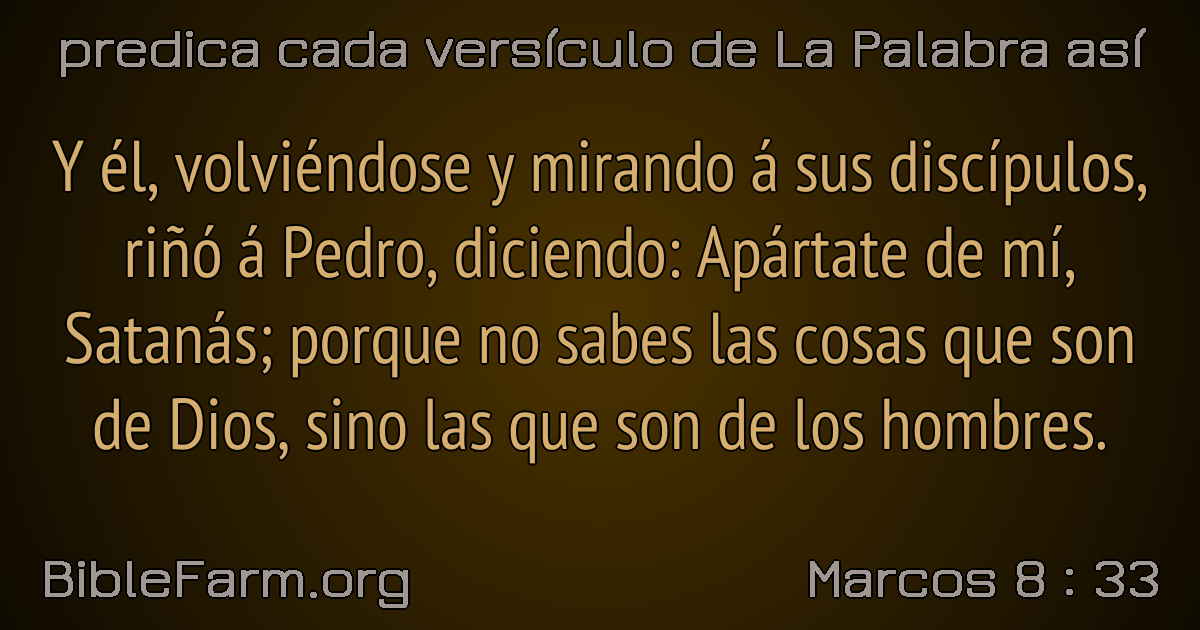 predica cada versículo de La Palabra así
Y él, volviéndose y mirando á sus discípulos,
riñó á Pedro, diciendo: Apártate de mí,
Satanás; porque no sabes las cosas que son
de Dios, sino las que son de los hombres.
BibleFarm.org
Marcos 8 : 33